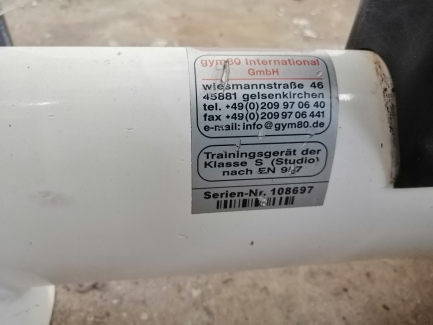 gym80 international
GmbH
wiesmannstraße 46
45881 gelsenkirchen
tel. +49(0)209 97 06 40
fax +49(0)209 97 06 441
e-mail: info@gym80.de
Trainingsgerät der
Klasse S (Studio)
nach EN
Serien-Nr. 108697